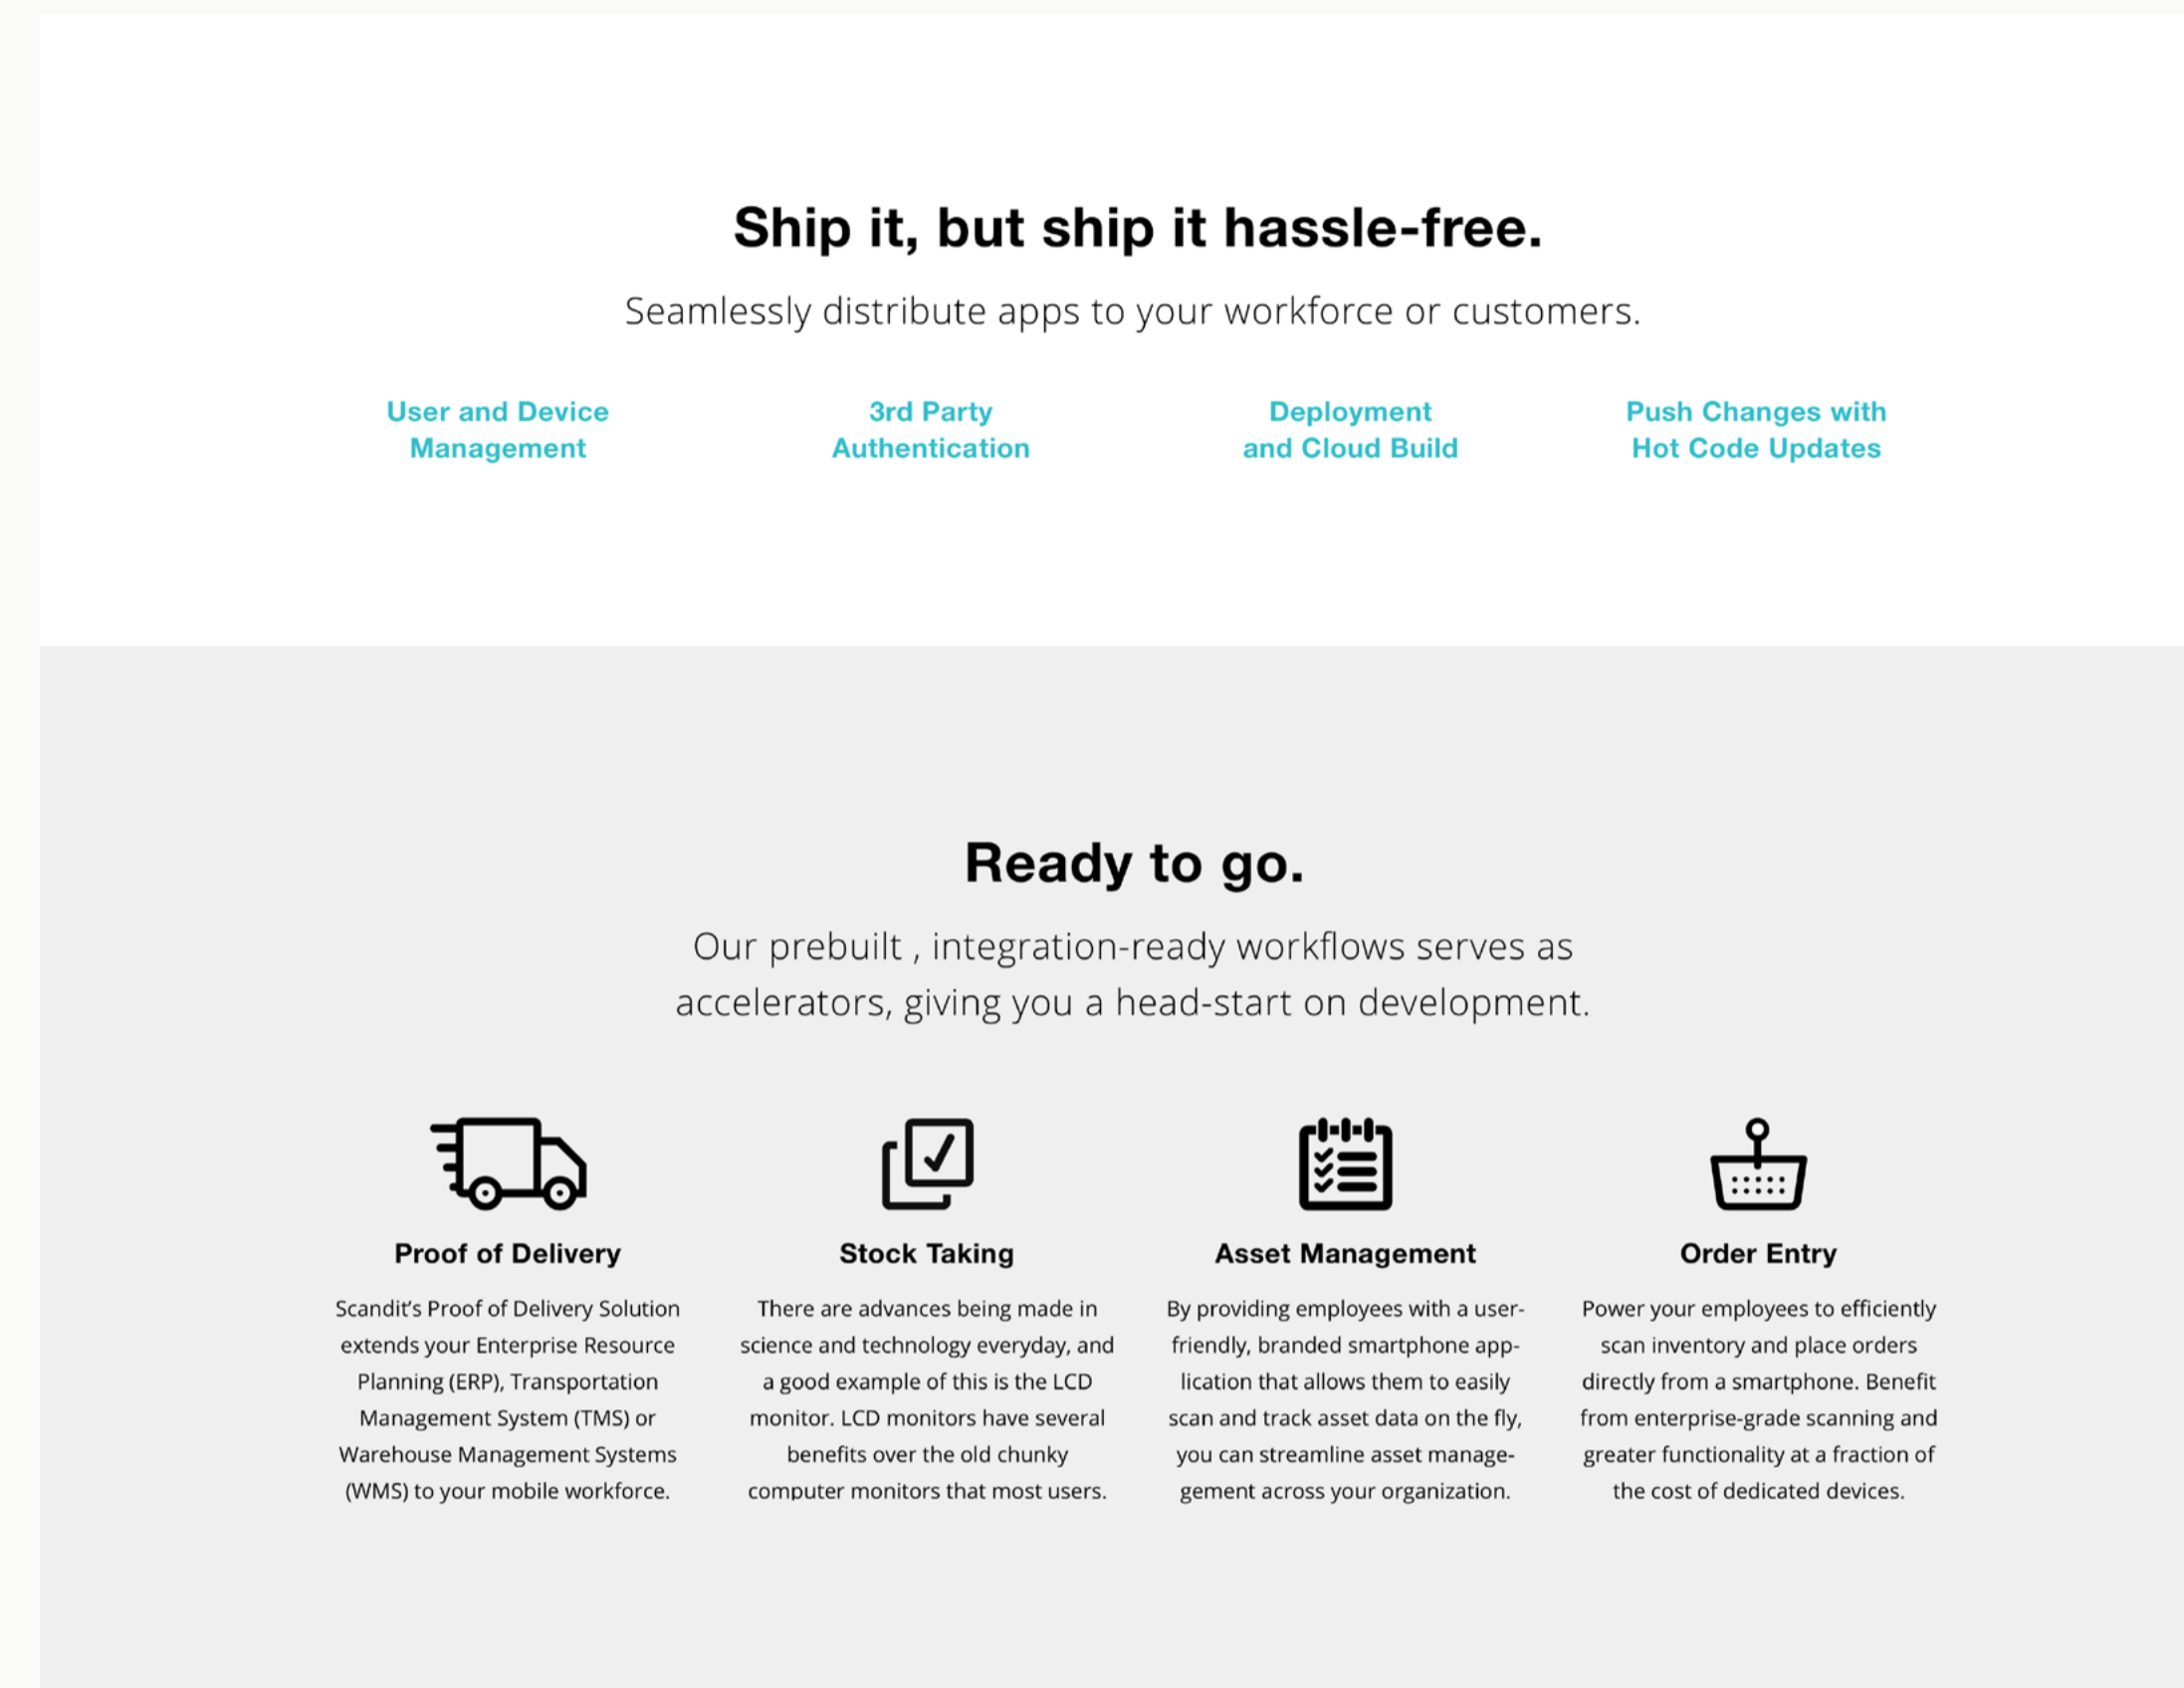 Ship it, but ship it hassle-free.
Seamlessly distribute apps to your workforce or customers.
User and Device
Management
3rd Party
Authentication
Deployment
and Cloud Build
Push Changes with
Hot Code Updates
Ready to go.
Our prebuilt , integration-ready workflows serves as
accelerators, giving you a head-start on development.
Proof of Delivery
Scandit's Proof of Delivery Solution
extends your Enterprise Resource
Planning (ERP), Transportation
Management System (TMS) or
Warehouse Management Systems
(WMS) to your mobile workforce.
Stock Taking
There are advances being made in
science and technology everyday, and
a good example of this is the LCD
monitor. LCD monitors have several
benefits over the old chunky
computer monitors that most users.
Asset Management
By providing employees with a user-
friendly, branded smartphone app-
lication that allows them to easily
scan and track asset data on the fly,
you can streamline asset manage-
gement across your organization.
Order Entry
Power your employees to efficiently
scan inventory and place orders
directly from a smartphone. Benefit
from enterprise-grade scanning and
greater functionality at a fraction of
the cost of dedicated devices.